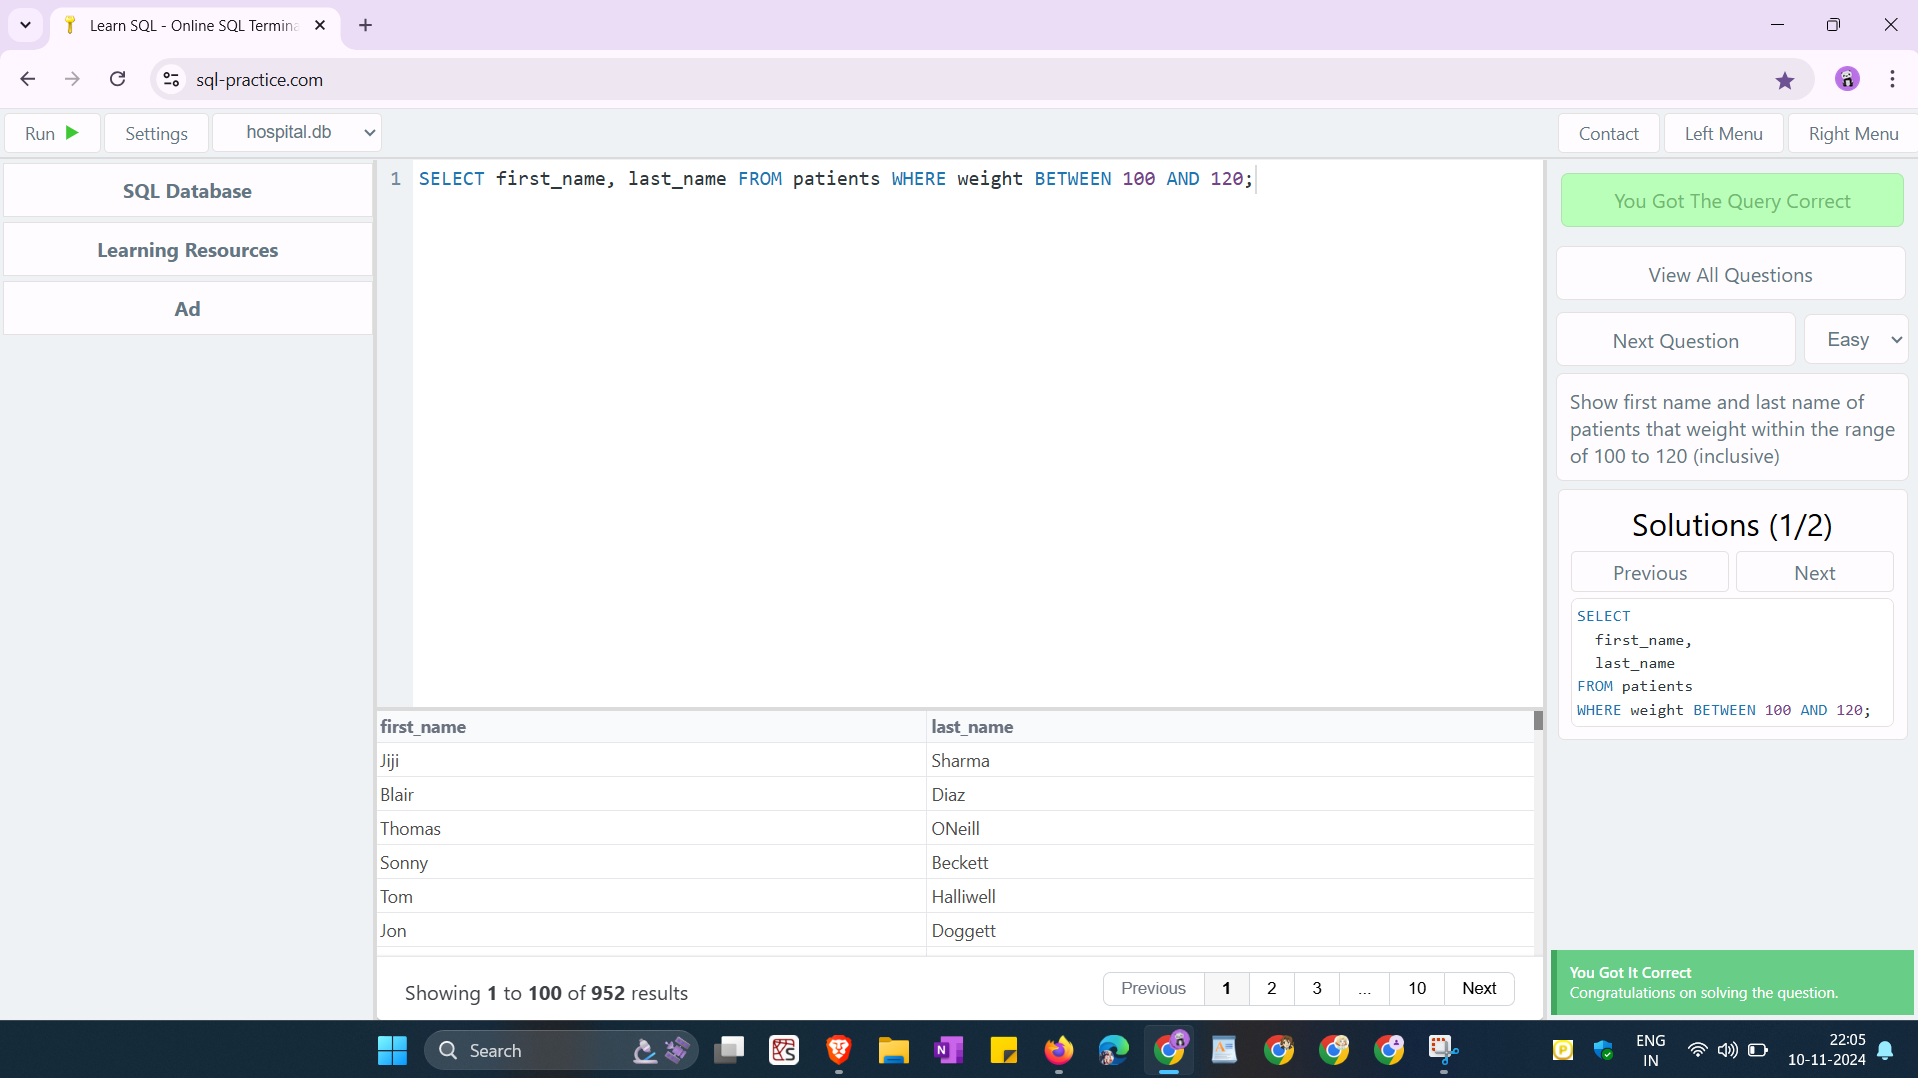 Learn SQL - Online SQL Termina
sql-practice.com
Run
Settings
hospital.db
Contact
Left Menu
Right Menu
SQL Database
Learning Resources
Ad
1 SELECT first_name, last_name FROM patients WHERE weight BETWEEN 100 AND 120;
You Got The Query Correct
View All Questions
Next Question
Easy
Show first name and last name of
patients that weight within the range
of 100 to 120 (inclusive)
Solutions (1/2)
Previous
Next
SELECT
first_name,
last_name
FROM patients
WHERE weight BETWEEN 100 AND 120;
first_name last_name
Jiji Sharma
Blair Diaz
Thomas ONeill
Sonny Beckett
Tom Halliwell
Jon Doggett
Showing 1 to 100 of 952 results
Previous 1 2 3 ... 10 Next
You Got It Correct
Congratulations on solving the question.
Search
ENG
IN
22:05
10-11-2024